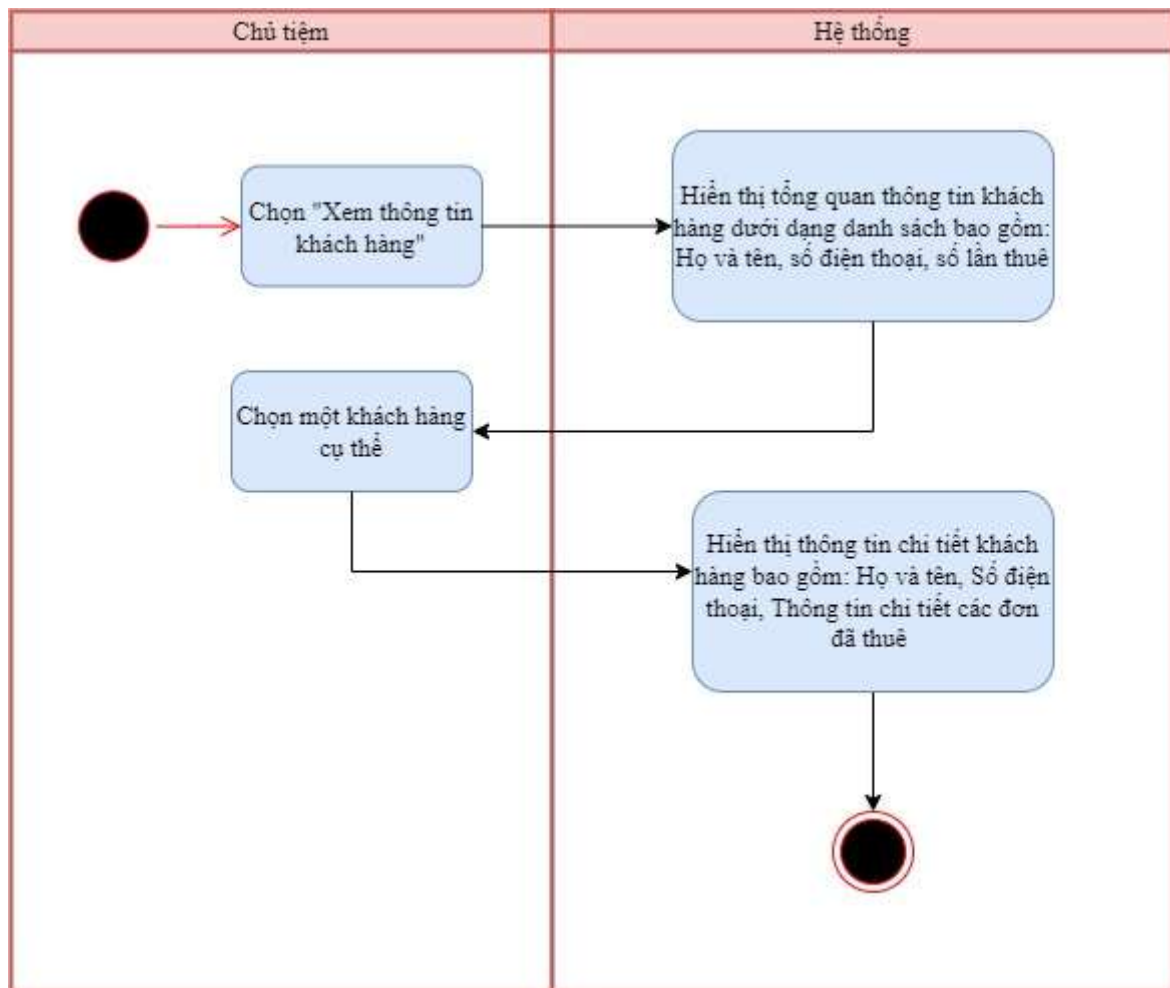 Chủ tiệm
Hệ thống
Chọn "Xem thông tin
khách hàng"
Hiển thị tổng quan thông tin khách
hàng dưới dạng danh sách bao gồm:
Họ và tên, số điện thoại, số lần thuê
Chọn một khách hàng
cụ thể
Hiển thị thông tin chi tiết khách
hàng bao gồm: Họ và tên, Số điện
thoại, Thông tin chi tiết các đơn
đã thuê